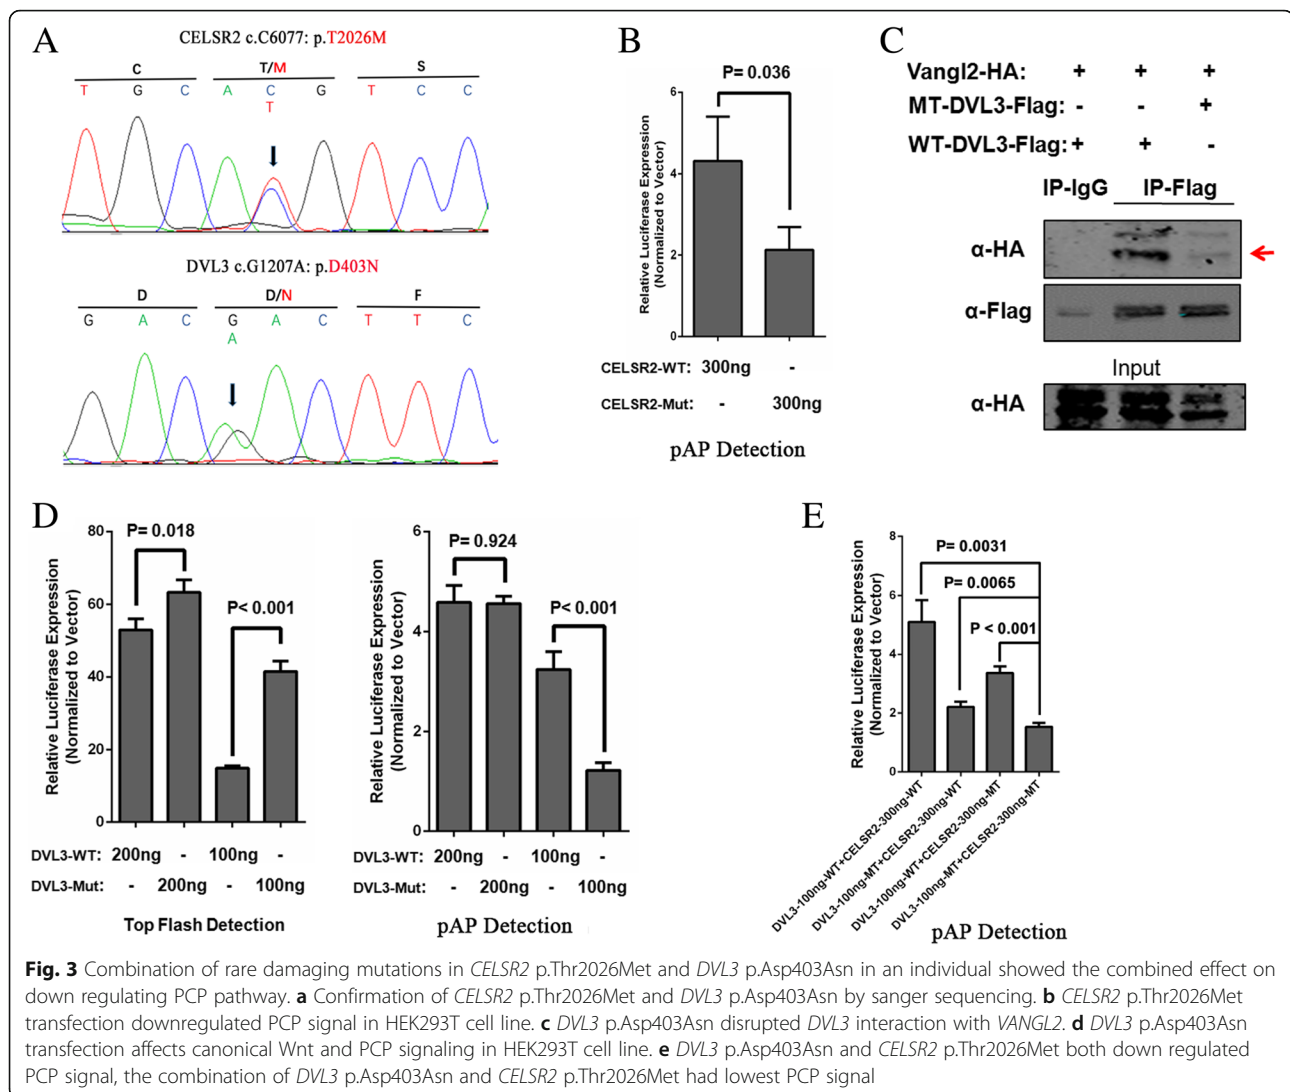 A
CELSR2 c.C6077: p.T2026M
C T/M S
T G C A C G T C C
T
DVL3 c.G1207A: p.D403N
D D/N F
G A C G A C T T C
A
B
P= 0.036
Relative Luciferase Expression
(Normalized to Vector)
6
4
2
0
CELSR2-WT: 300ng -
CELSR2-Mut: - 300ng
pAP Detection
C
Vangl2-HA: + + +
MT-DVL3-Flag: - - +
WT-DVL3-Flag: + + -
IP-IgG IP-Flag
α-HA
α-Flag
Input
α-HA
D
Relative Luciferase Expression
(Normalized to Vector)
80
60
40
20
0
P= 0.018
P< 0.001
DVL3-WT: 200ng - 100ng -
DVL3-Mut: - 200ng - 100ng
Top Flash Detection
Relative Luciferase Expression
(Normalized to Vector)
6
4
2
0
P= 0.924
P< 0.001
200ng - 100ng -
- 200ng - 100ng
pAP Detection
E
Relative Luciferase Expression
(Normalized to Vector)
8
6
4
2
0
P= 0.0031
P= 0.0065
P < 0.001
DVL3-100ng-WT+CELSR2-300ng-WT
DVL3-100ng-MT+CELSR2-300ng-WT
DVL3-100ng-WT+CELSR2-300ng-MT
DVL3-100ng-MT+CELSR2-300ng-MT
pAP Detection
Fig. 3 Combination of rare damaging mutations in CELSR2 p.Thr2026Met and DVL3 p.Asp403Asn in an individual showed the combined effect on
down regulating PCP pathway. a Confirmation of CELSR2 p.Thr2026Met and DVL3 p.Asp403Asn by sanger sequencing. b CELSR2 p.Thr2026Met
transfection downregulated PCP signal in HEK293T cell line. c DVL3 p.Asp403Asn disrupted DVL3 interaction with VANGL2. d DVL3 p.Asp403Asn
transfection affects canonical Wnt and PCP signaling in HEK293T cell line. e DVL3 p.Asp403Asn and CELSR2 p.Thr2026Met both down regulated
PCP signal, the combination of DVL3 p.Asp403Asn and CELSR2 p.Thr2026Met had lowest PCP signal